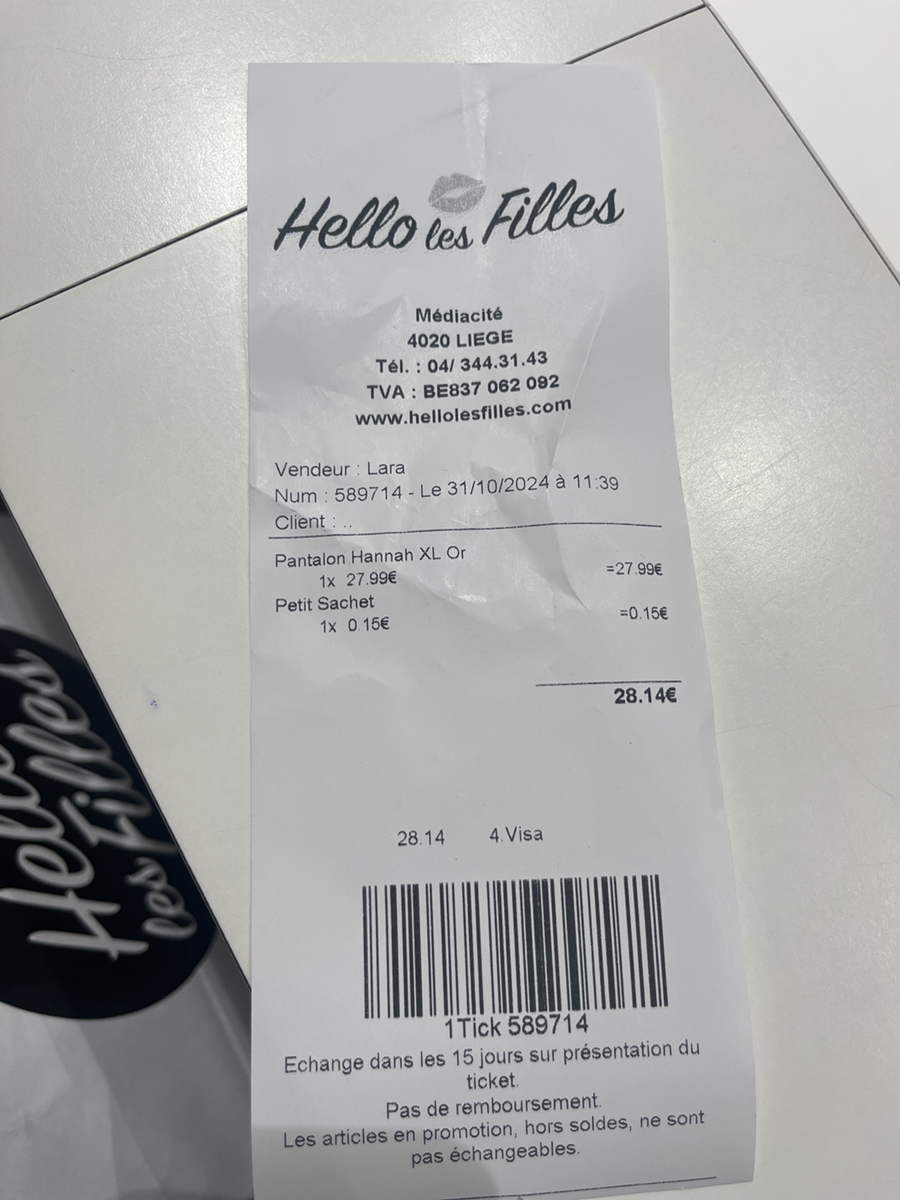 Hello les Filles
Médiacité
4020 LIEGE
Tél. : 04/ 344.31.43
TVA : BE837 062 092
www.hellolesfilles.com
Vendeur : Lara
Num : 589714 - Le 31/10/2024 à 11:39
Client : ..
Pantalon Hannah XL Or
1x 27.99€ =27.99€
Petit Sachet
1x 0.15€ =0.15€
28.14€
28.14 4.Visa
1Tick 589714
Echange dans les 15 jours sur présentation du
ticket.
Pas de remboursement.
Les articles en promotion, hors soldes, ne sont
pas échangeables.
Hello
les Filles